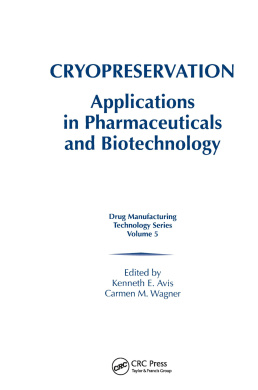 CRYOPRESERVATION
Applications
in Pharmaceuticals
and Biotechnology
Drug Manufacturing
Technology Series
Volume 5
Edited by
Kenneth E. Avis
Carmen M. Wagner
CRC
CRC Press
Taylor & Francis Group